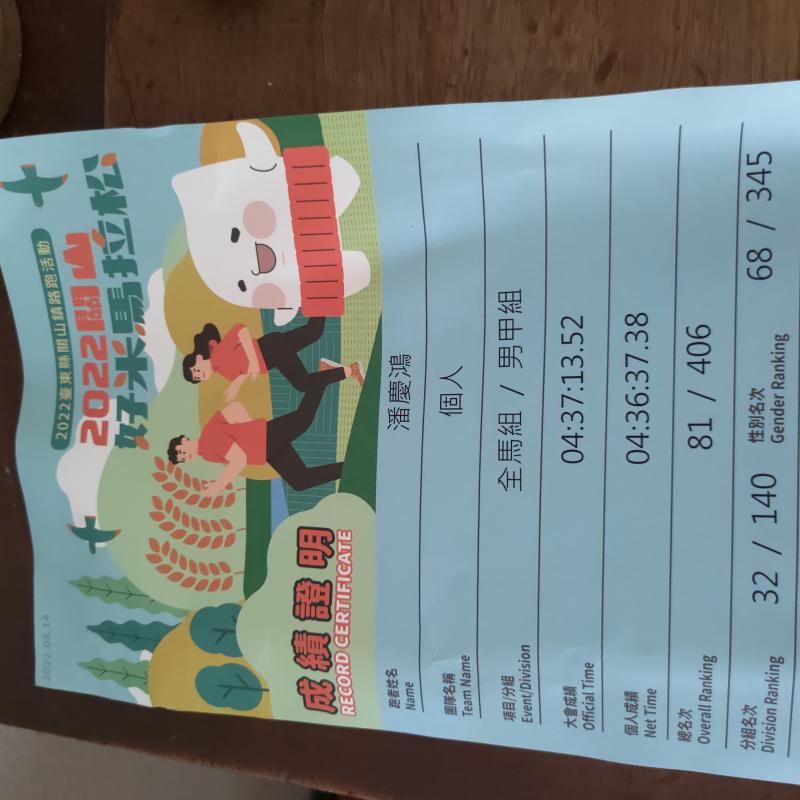 2022.08.14
2022臺東縣關山鎮路跑活動
2022關山
好米馬拉松
成績證明
RECORD CERTIFICATE
跑者姓名
Name
潘慶鴻
團隊名稱
Team Name
個人
項目/分組
Event/Division
全馬組 / 男甲組
大會成績
Official Time
04:37:13.52
個人成績
Net Time
04:36:37.38
總名次
Overall Ranking
81 / 406
分組名次
Division Ranking
32 / 140
性別名次
Gender Ranking
68 / 345